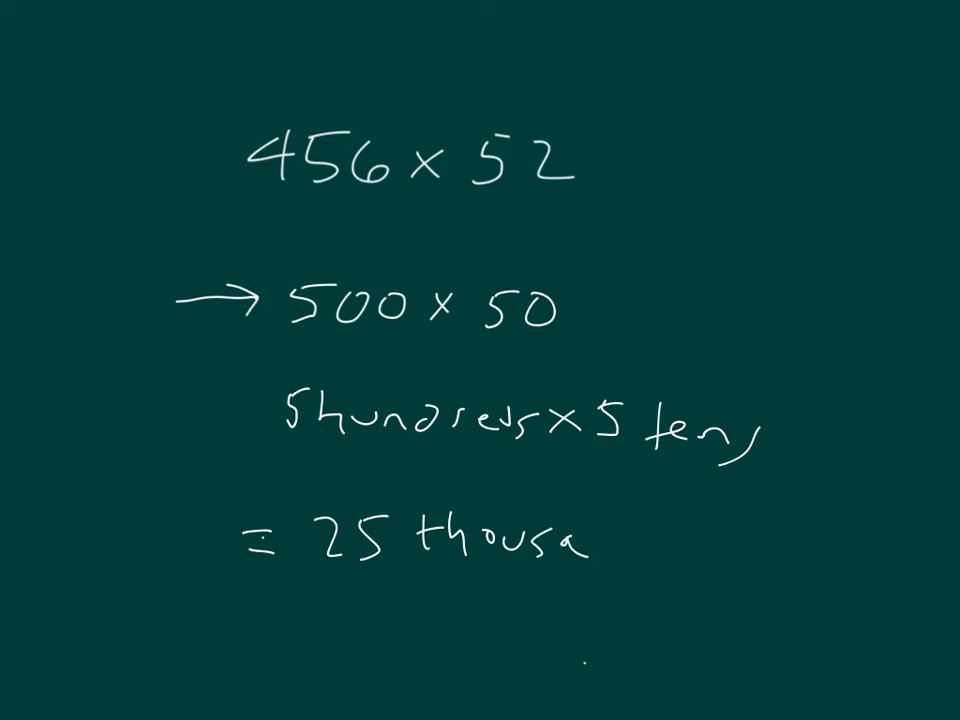 456 x 52
→ 500 x 50
5 hundreds x 5 tens
= 25 thousa